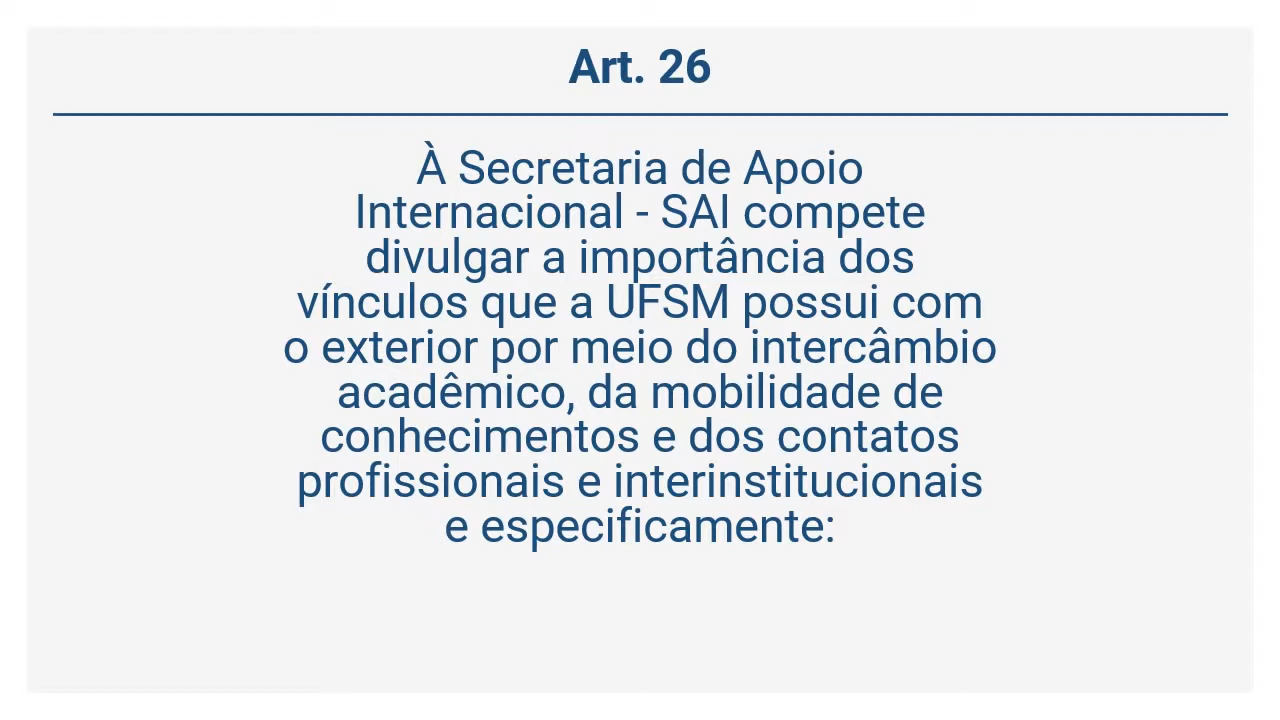 Art. 26
À Secretaria de Apoio
Internacional - SAI compete
divulgar a importância dos
vínculos que a UFSM possui com
o exterior por meio do intercâmbio
acadêmico, da mobilidade de
conhecimentos e dos contatos
profissionais e interinstitucionais
e especificamente: